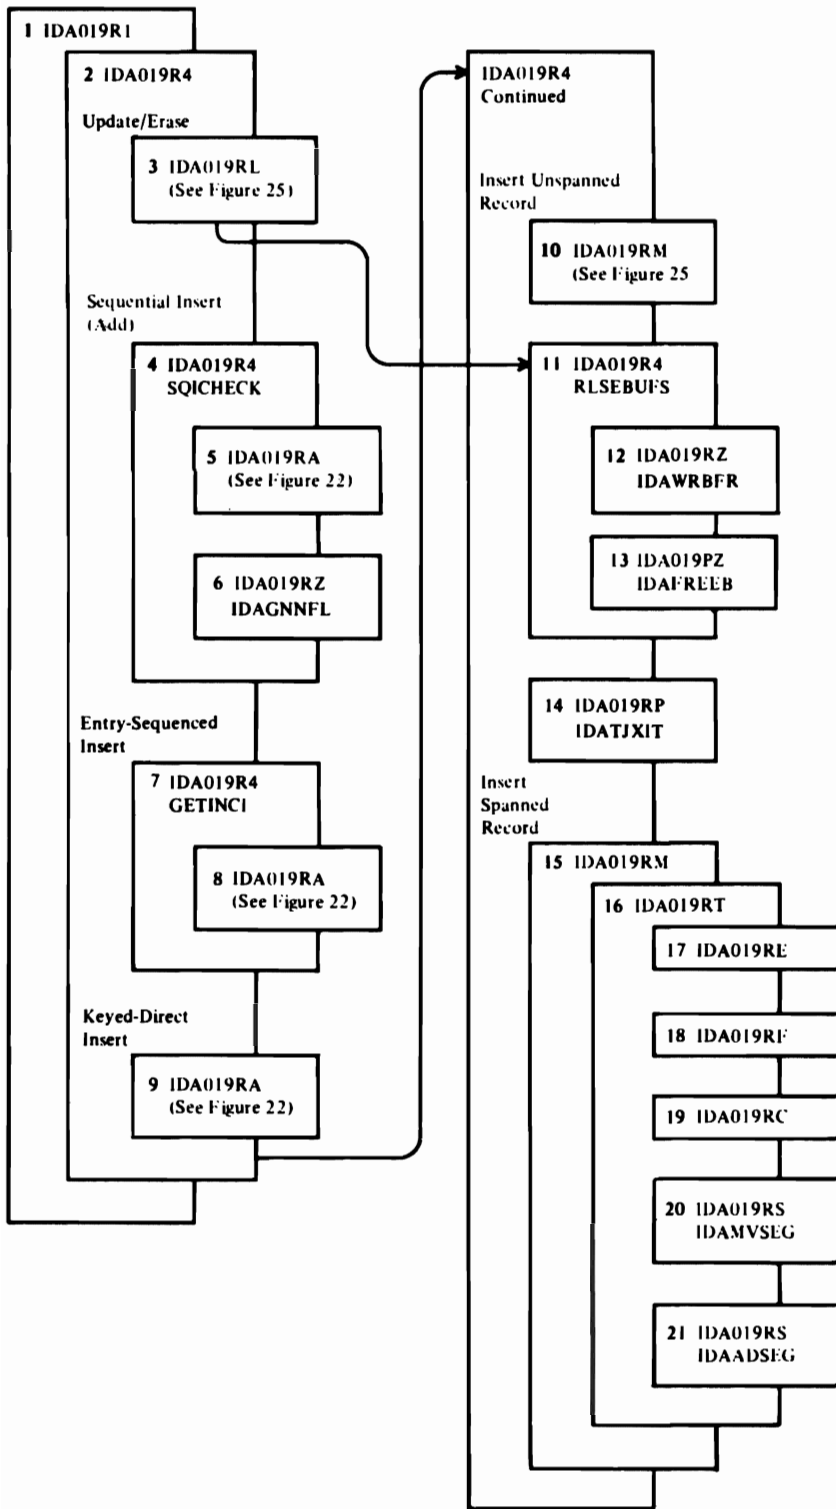 1 IDA019R1
2 IDA019R4
Update/Erase
3 IDA019RL
(See Figure 25)
Sequential Insert
(Add)
4 IDA019R4
SQICHECK
5 IDA019RA
(See Figure 22)
6 IDA019RZ
IDAGNNFL
Entry-Sequenced
Insert
7 IDA019R4
GETINCI
8 IDA019RA
(See Figure 22)
Keyed-Direct
Insert
9 IDA019RA
(See Figure 22)
IDA019R4
Continued
Insert Unspanned
Record
10 IDA019RM
(See Figure 25
11 IDA019R4
RLSEBUFS
12 IDA019RZ
IDAWRBFR
13 IDA019PZ
IDAFREEB
14 IDA019RP
IDATJXIT
Insert
Spanned
Record
15 IDA019RM
16 IDA019RT
17 IDA019RE
18 IDA019RF
19 IDA019RC
20 IDA019RS
IDAMVSEG
21 IDA019RS
IDAADSEG